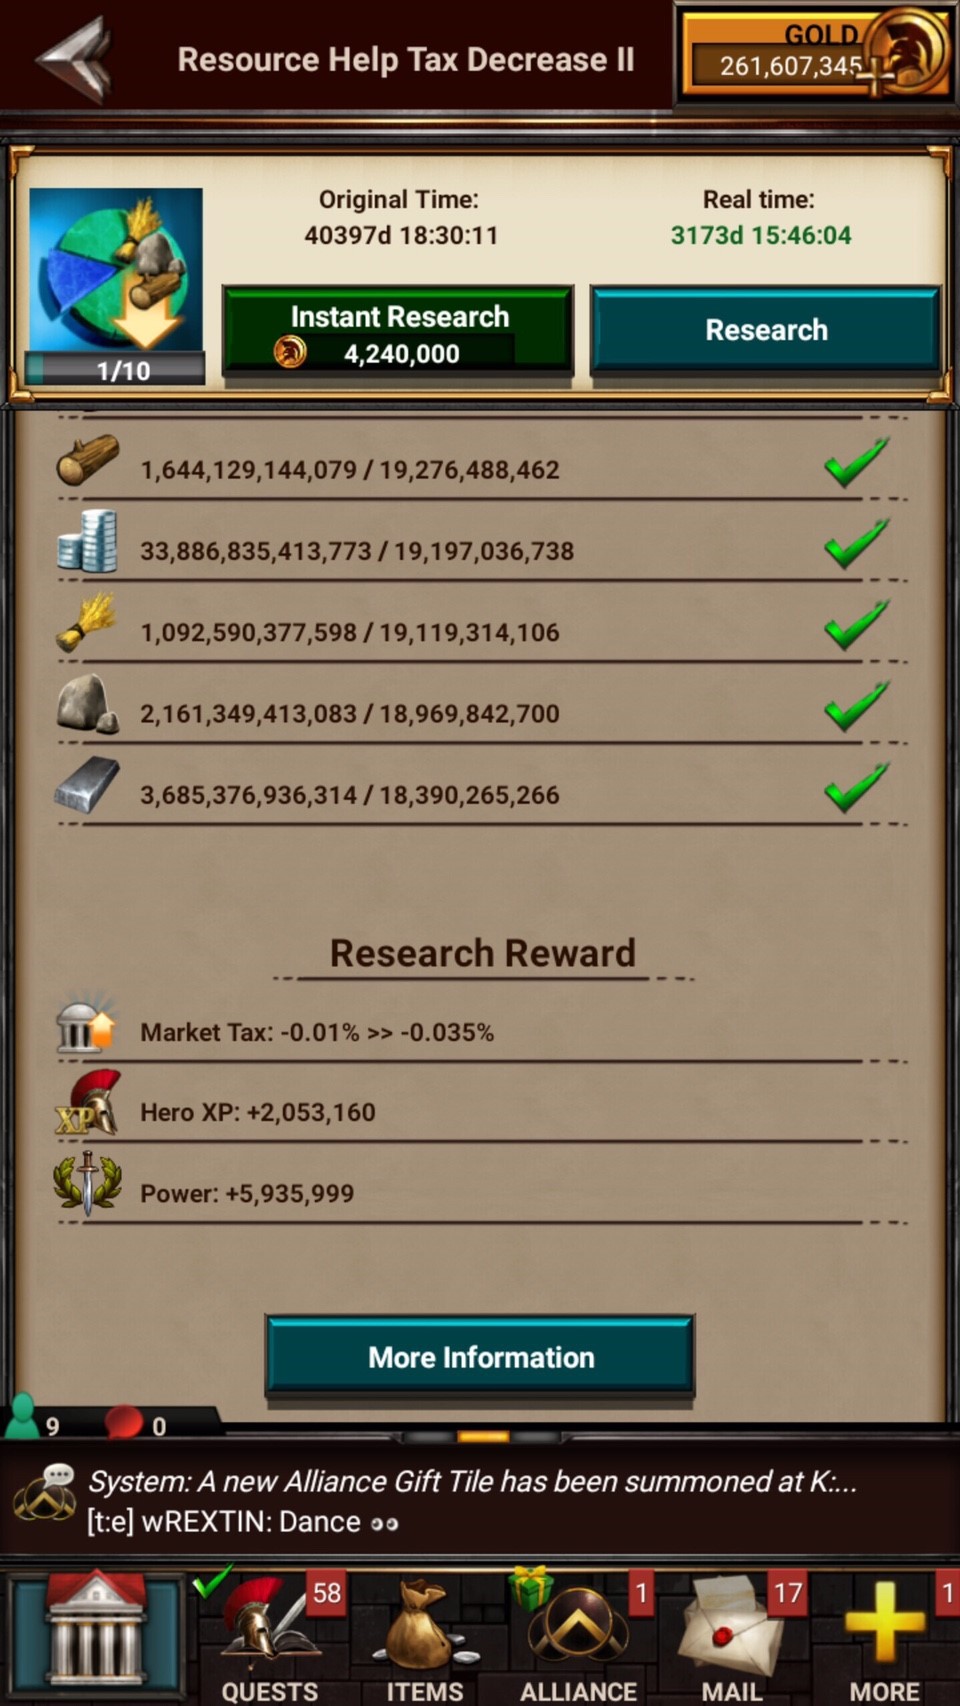 Resource Help Tax Decrease II
GOLD
261,607,345
Original Time:
40397d 18:30:11
Real time:
3173d 15:46:04
Instant Research
4,240,000
Research
1/10
1,644,129,144,079 / 19,276,488,462
33,886,835,413,773 / 19,197,036,738
1,092,590,377,598 / 19,119,314,106
2,161,349,413,083 / 18,969,842,700
3,685,376,936,314 / 18,390,265,266
Research Reward
Market Tax: -0.01% >> -0.035%
XP
Hero XP: +2,053,160
Power: +5,935,999
More Information
9
0
System: A new Alliance Gift Tile has been summoned at K:...
[t:e] wREXTIN: Dance 👀
58
1
17
1
QUESTS
ITEMS
ALLIANCE
MAIL
MORE